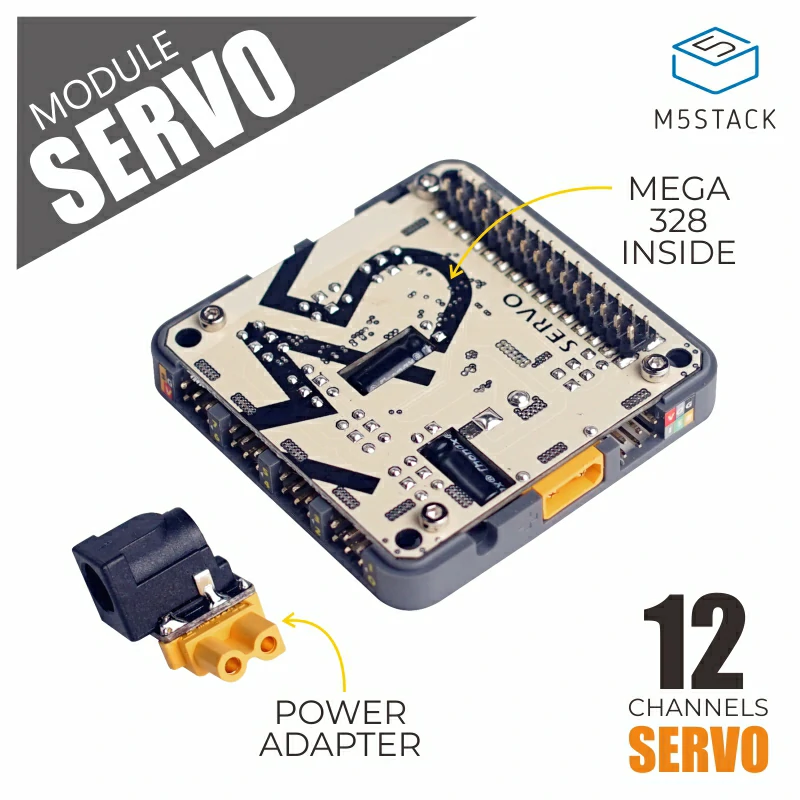 MODULE
SERVO
M5STACK
MEGA
328
INSIDE
SERVO
POWER
ADAPTER
12
CHANNELS
SERVO